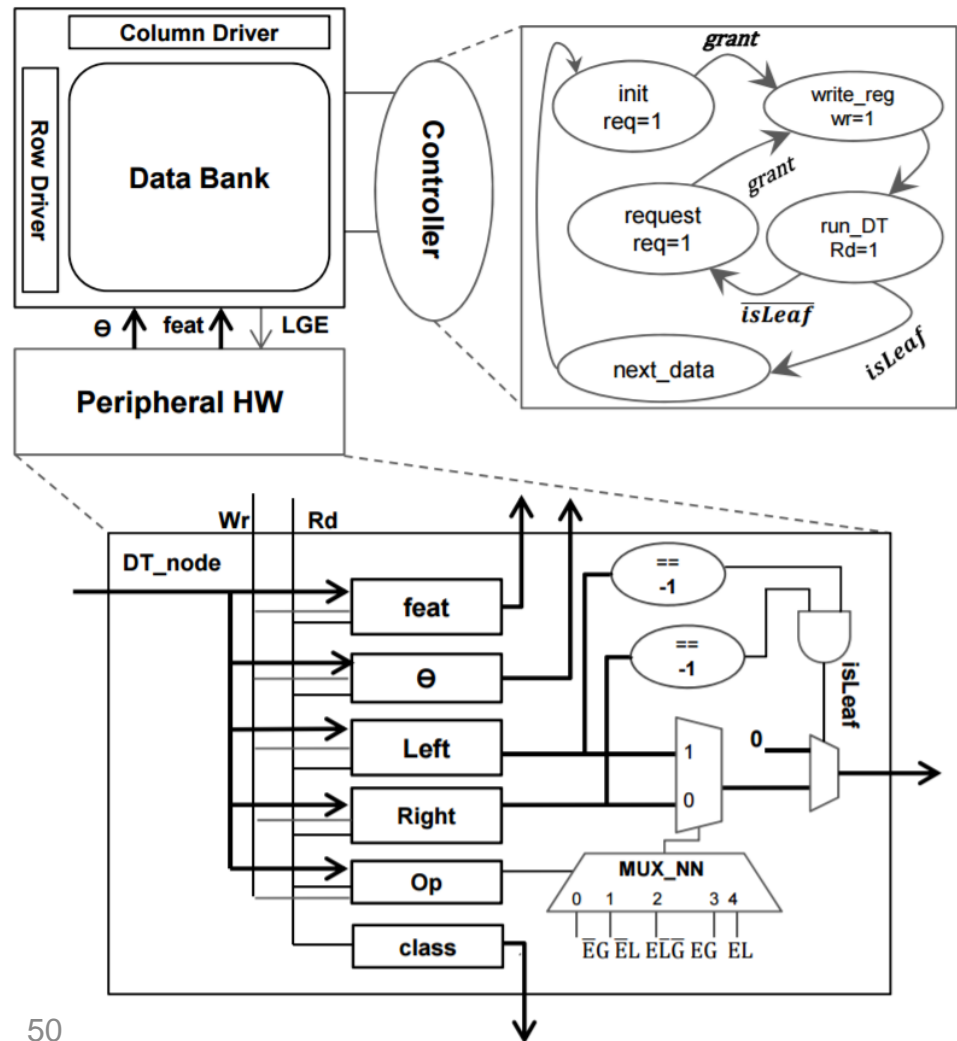 Column Driver
Row Driver
Data Bank
Controller
Θ feat LGE
Peripheral HW
grant
init
req=1
write_reg
wr=1
grant
request
req=1
run_DT
Rd=1
\overline{isLeaf}
isLeaf
next_data
Wr Rd
DT_node
feat
Θ
Left
Right
Op
class
==
-1
==
-1
isLeaf
0
1
0
MUX_NN
0 1 2 3 4
E̅G E̅L EL̅G̅ EG EL
50